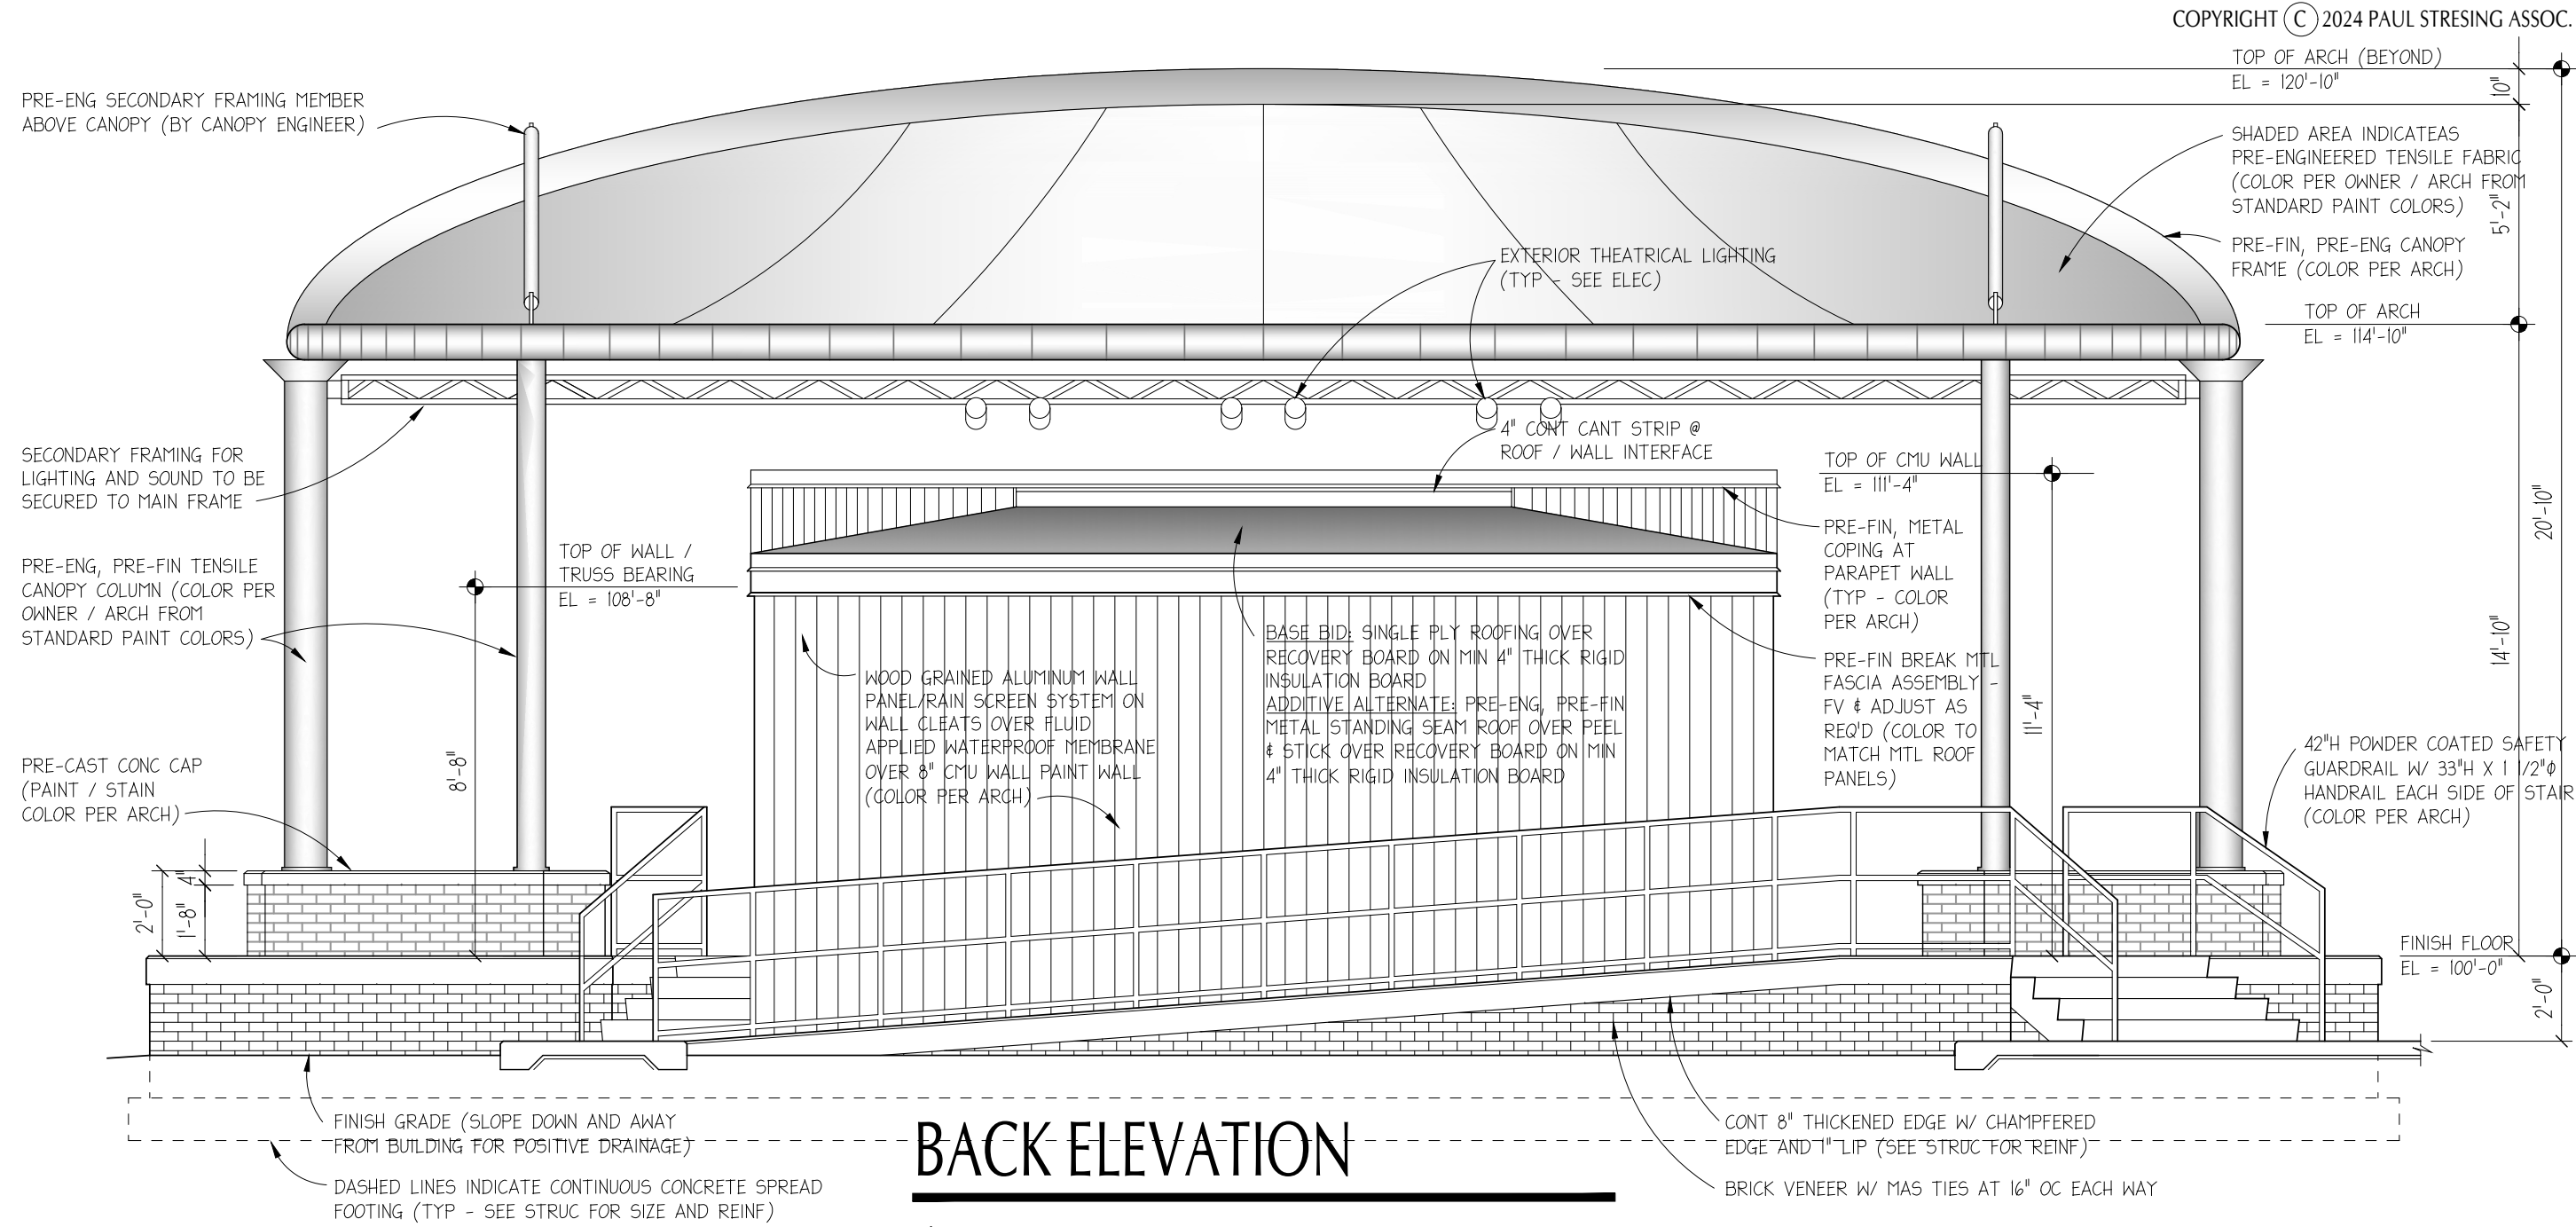 COPYRIGHT © 2024 PAUL STRESING ASSOC.
TOP OF ARCH (BEYOND)
EL = 120'-10"
10"
PRE-ENG SECONDARY FRAMING MEMBER
ABOVE CANOPY (BY CANOPY ENGINEER)
SHADED AREA INDICATEAS
PRE-ENGINEERED TENSILE FABRIC
(COLOR PER OWNER / ARCH FROM
STANDARD PAINT COLORS)
5'-2"
PRE-FIN, PRE-ENG CANOPY
FRAME (COLOR PER ARCH)
EXTERIOR THEATRICAL LIGHTING
(TYP - SEE ELEC)
TOP OF ARCH
EL = 114'-10"
4" CONT CANT STRIP @
ROOF / WALL INTERFACE
SECONDARY FRAMING FOR
LIGHTING AND SOUND TO BE
SECURED TO MAIN FRAME
TOP OF CMU WALL
EL = 111'-4"
20'-10"
PRE-FIN, METAL
COPING AT
PARAPET WALL
(TYP - COLOR
PER ARCH)
TOP OF WALL /
TRUSS BEARING
EL = 108'-8"
PRE-ENG, PRE-FIN TENSILE
CANOPY COLUMN (COLOR PER
OWNER / ARCH FROM
STANDARD PAINT COLORS)
BASE BID: SINGLE PLY ROOFING OVER
RECOVERY BOARD ON MIN 4" THICK RIGID
INSULATION BOARD
ADDITIVE ALTERNATE: PRE-ENG, PRE-FIN
METAL STANDING SEAM ROOF OVER PEEL
& STICK OVER RECOVERY BOARD ON MIN
4" THICK RIGID INSULATION BOARD
WOOD GRAINED ALUMINUM WALL
PANEL/RAIN SCREEN SYSTEM ON
WALL CLEATS OVER FLUID
APPLIED WATERPROOF MEMBRANE
OVER 8" CMU WALL PAINT WALL
(COLOR PER ARCH)
PRE-FIN BREAK MTL
FASCIA ASSEMBLY -
FV & ADJUST AS
REQ'D (COLOR TO
MATCH MTL ROOF
PANELS)
14'-10"
11'-4"
8'-8"
42"H POWDER COATED SAFETY
GUARDRAIL W/ 33"H X 1 1/2"ϕ
HANDRAIL EACH SIDE OF STAIR
(COLOR PER ARCH)
PRE-CAST CONC CAP
(PAINT / STAIN
COLOR PER ARCH)
4"
2'-0"
1'-8"
FINISH FLOOR
EL = 100'-0"
2'-0"
FINISH GRADE (SLOPE DOWN AND AWAY
FROM BUILDING FOR POSITIVE DRAINAGE)
DASHED LINES INDICATE CONTINUOUS CONCRETE SPREAD
FOOTING (TYP - SEE STRUC FOR SIZE AND REINF)
BACK ELEVATION
CONT 8" THICKENED EDGE W/ CHAMPFERED
EDGE AND 1" LIP (SEE STRUC FOR REINF)
BRICK VENEER W/ MAS TIES AT 16" OC EACH WAY